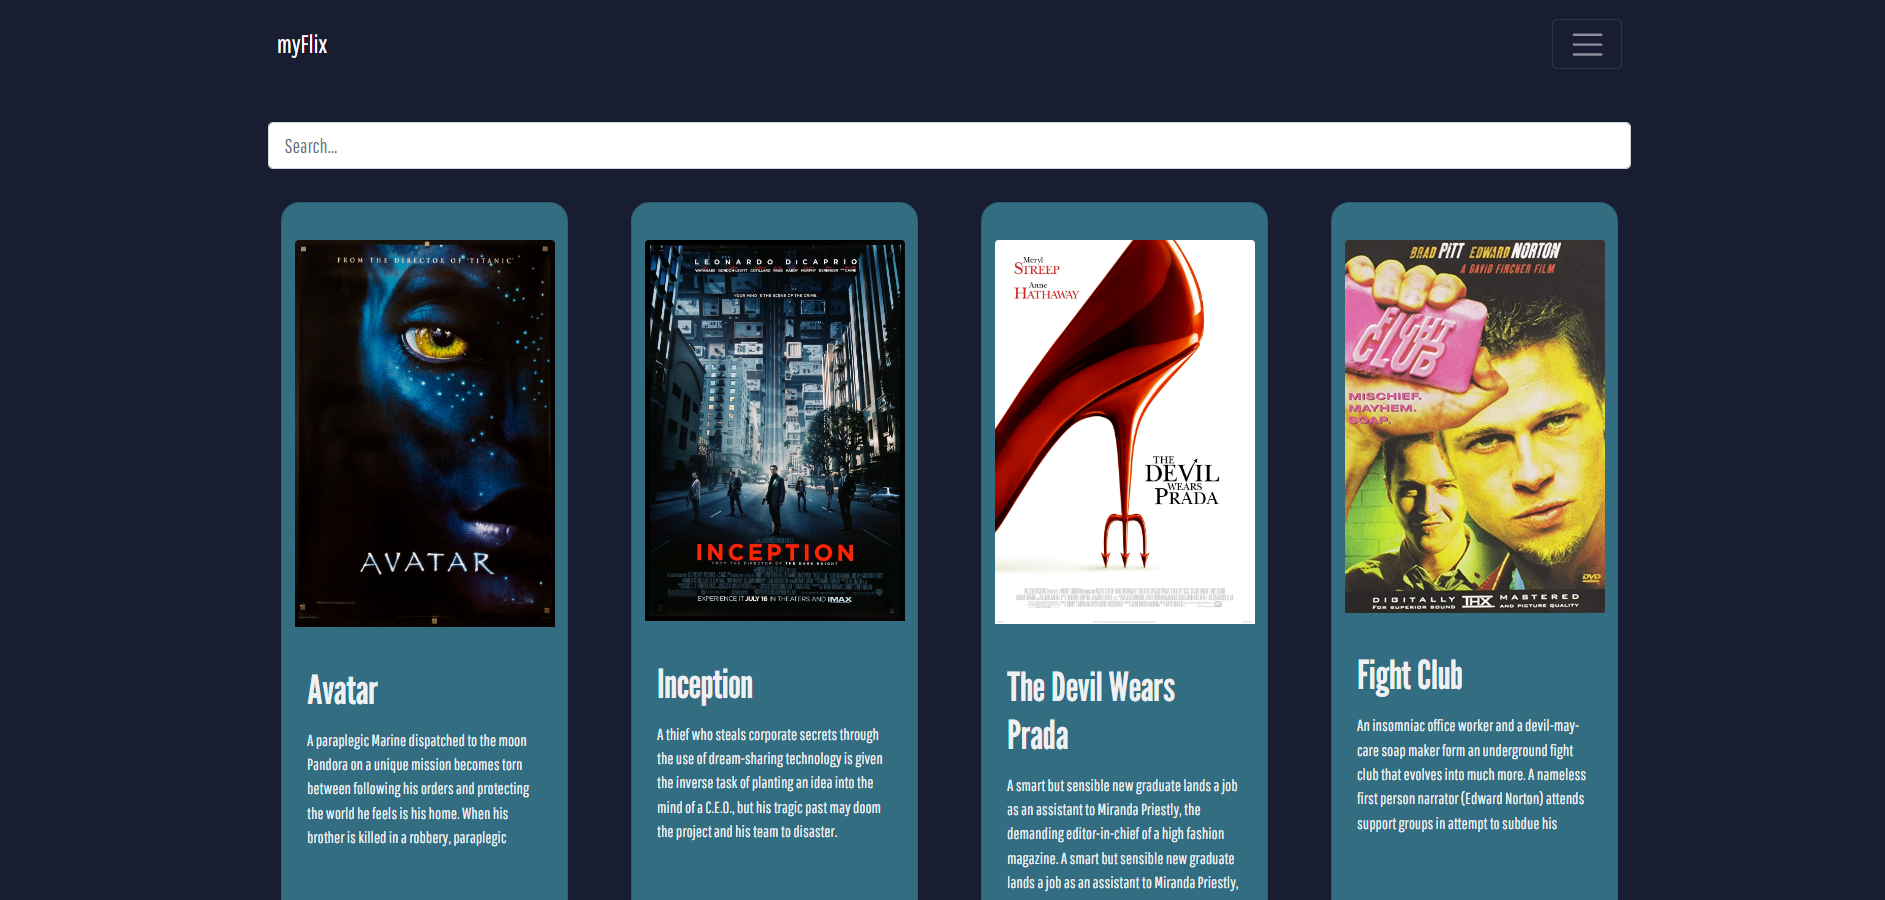 myFlix
Search...
FROM THE DIRECTOR OF 'TITANIC'
AVATAR
Avatar
A paraplegic Marine dispatched to the moon
Pandora on a unique mission becomes torn
between following his orders and protecting
the world he feels is his home. When his
brother is killed in a robbery, paraplegic
LEONARDO DICAPRIO
WATANABE GORDON-LEVITT COTILLARD PAGE HARDY MURPHY BERENGER AND CAINE
YOUR MIND IS THE SCENE OF THE CRIME.
INCEPTION
FROM THE DIRECTOR OF THE DARK KNIGHT
EXPERIENCE IT JULY 16 IN THEATERS AND IMAX
Inception
A thief who steals corporate secrets through
the use of dream-sharing technology is given
the inverse task of planting an idea into the
mind of a C.E.O., but his tragic past may doom
the project and his team to disaster.
Meryl
STREEP
Anne
HATHAWAY
THE
DEVIL
WEARS
PRADA
The Devil Wears
Prada
A smart but sensible new graduate lands a job
as an assistant to Miranda Priestly, the
demanding editor-in-chief of a high fashion
magazine. A smart but sensible new graduate
lands a job as an assistant to Miranda Priestly,
BRAD PITT EDWARD NORTON
A DAVID FINCHER FILM
FIGHT
CLUB
MISCHIEF.
MAYHEM.
SOAP.
DVD
DIGITALLY THX MASTERED
FOR SUPERIOR SOUND AND PICTURE QUALITY
Fight Club
An insomniac office worker and a devil-may-
care soap maker form an underground fight
club that evolves into much more. A nameless
first person narrator (Edward Norton) attends
support groups in attempt to subdue his